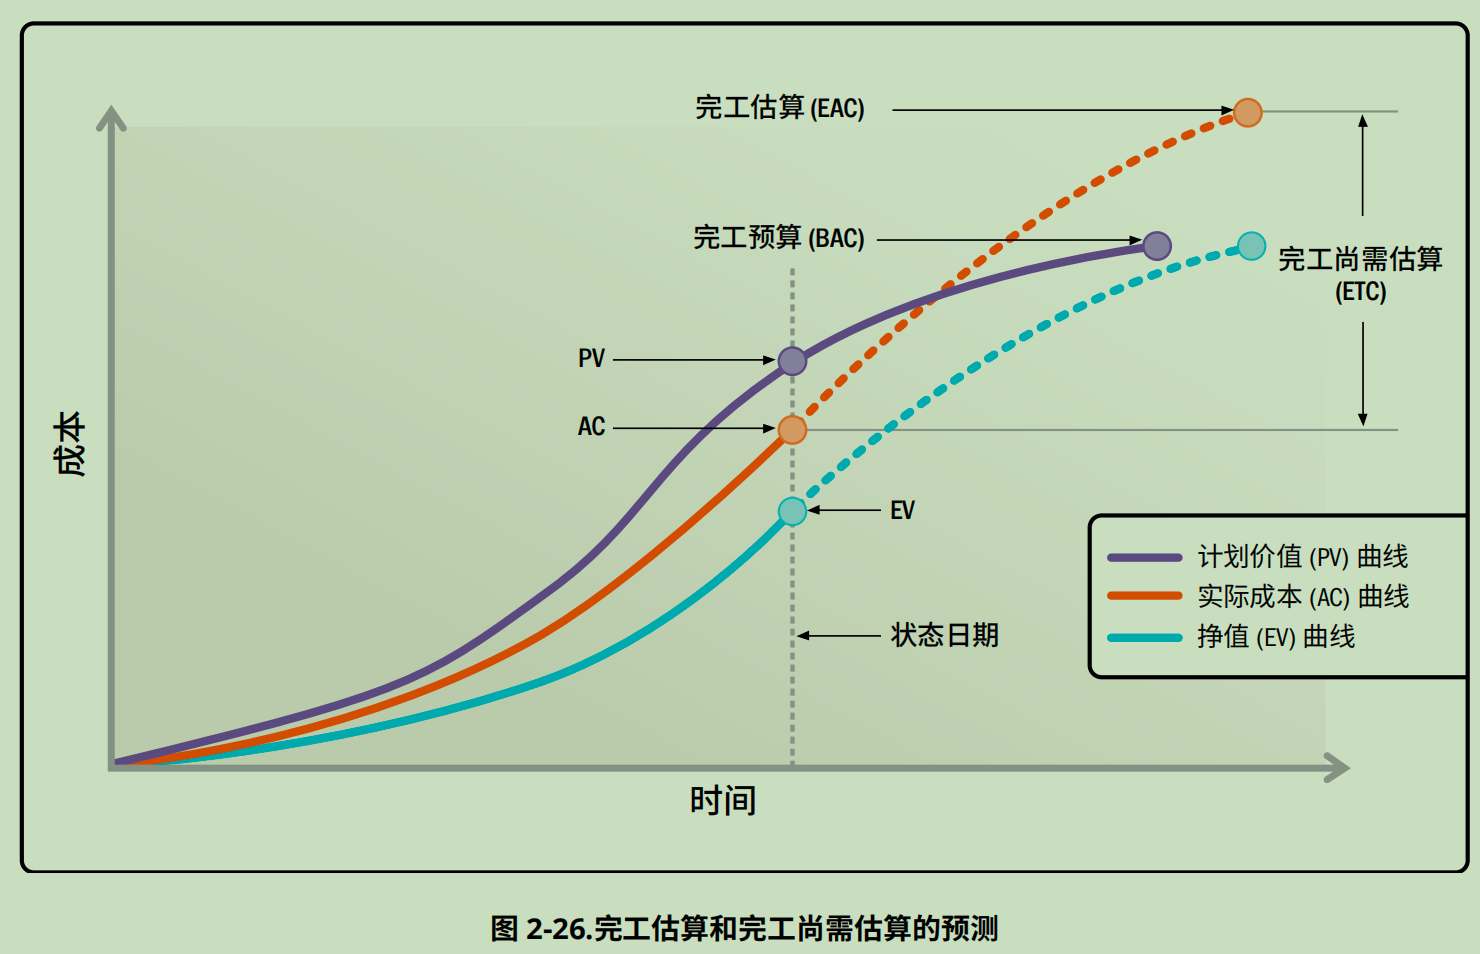 完工估算 (EAC)
完工预算 (BAC)
完工尚需估算
(ETC)
PV
AC
成本
EV
计划价值 (PV) 曲线
实际成本 (AC) 曲线
挣值 (EV) 曲线
状态日期
时间
图 2-26.完工估算和完工尚需估算的预测